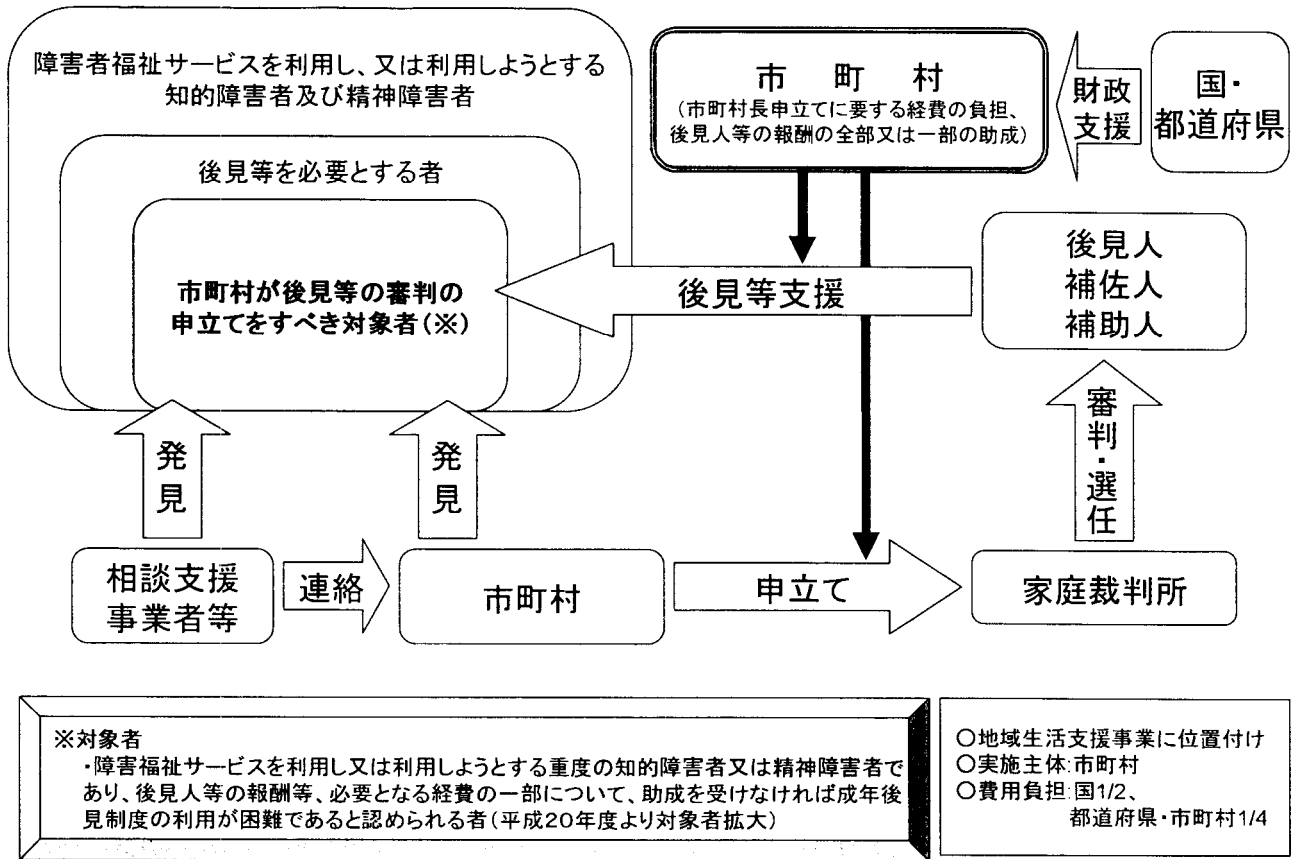 障害者福祉サービスを利用し、又は利用しようとする
知的障害者及び精神障害者
後見等を必要とする者
市町村が後見等の審判の
申立てをすべき対象者(※)
市町村
(市町村長申立てに要する経費の負担、
後見人等の報酬の全部又は一部の助成)
財政
支援
国・
都道府県
後見等支援
後見人
補佐人
補助人
発見
発見
審判・選任
相談支援
事業者等
連絡
市町村
申立て
家庭裁判所
※対象者
・障害福祉サービスを利用し又は利用しようとする重度の知的障害者又は精神障害者で
あり、後見人等の報酬等、必要となる経費の一部について、助成を受けなければ成年後
見制度の利用が困難であると認められる者(平成20年度より対象者拡大)
○地域生活支援事業に位置付け
○実施主体:市町村
○費用負担:国1/2、
都道府県・市町村1/4